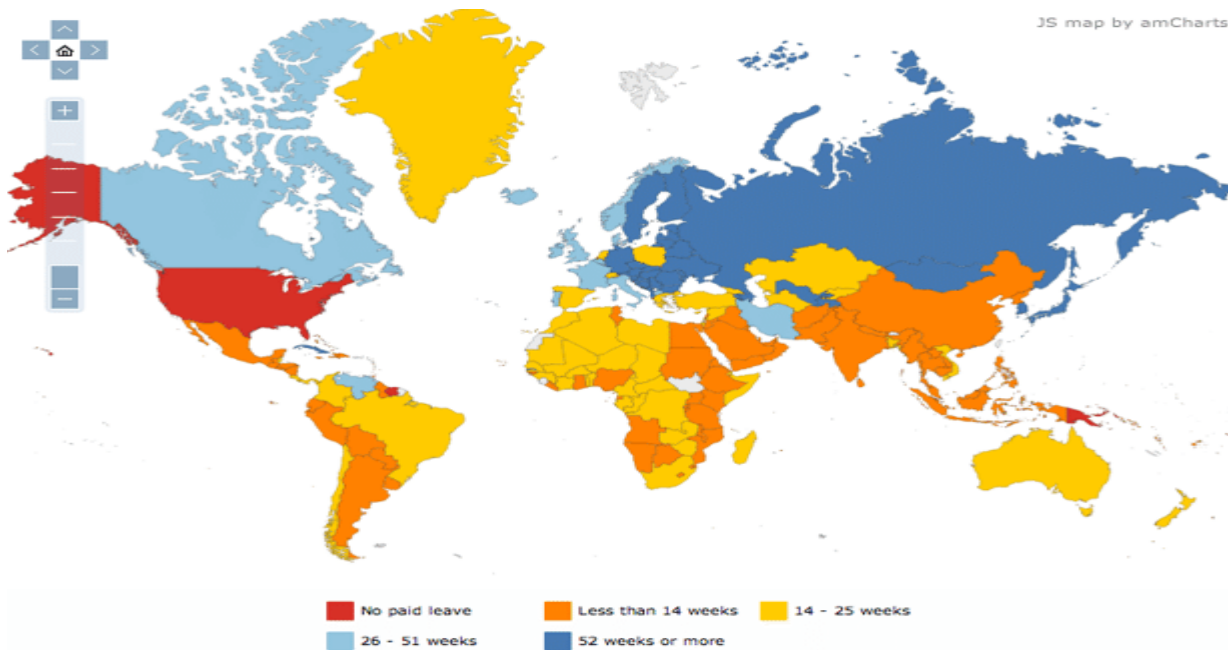 JS map by amCharts
No paid leave
Less than 14 weeks
14 - 25 weeks
26 - 51 weeks
52 weeks or more